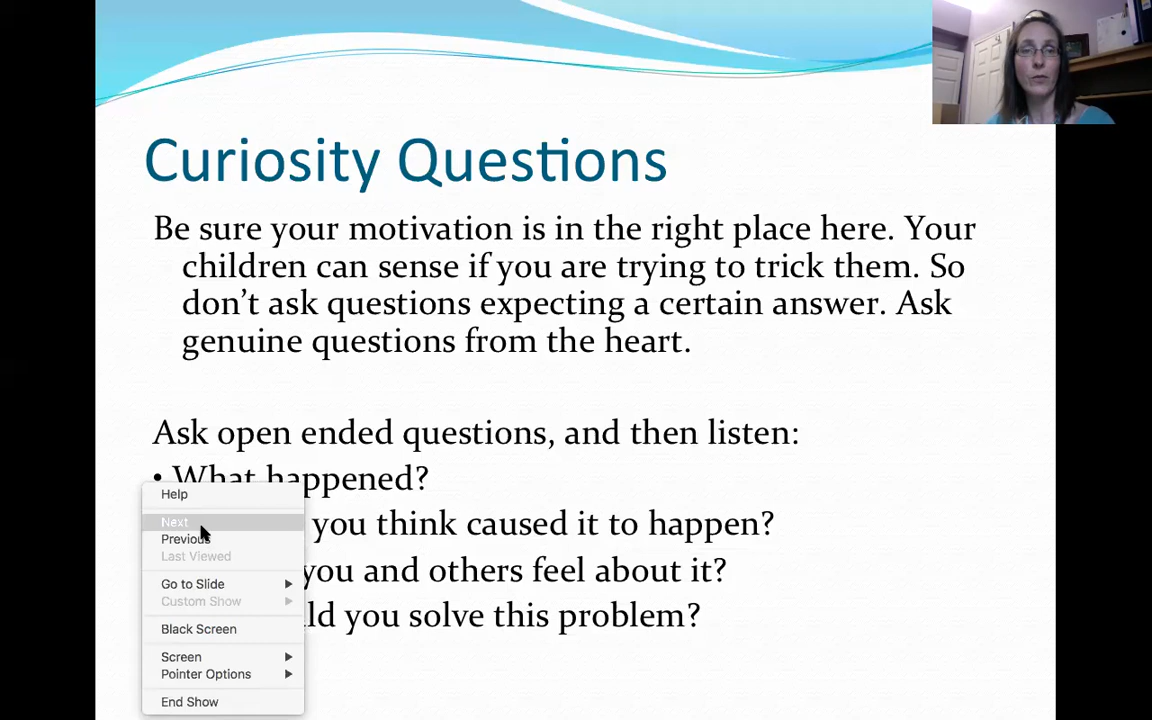 Curiosity Questions
Be sure your motivation is in the right place here. Your
children can sense if you are trying to trick them. So
don’t ask questions expecting a certain answer. Ask
genuine questions from the heart.
Ask open ended questions, and then listen:
• What happened?
you think caused it to happen?
you and others feel about it?
you solve this problem?
Help
Next
Previous
Last Viewed
Go to Slide
Custom Show
Black Screen
Screen
Pointer Options
End Show